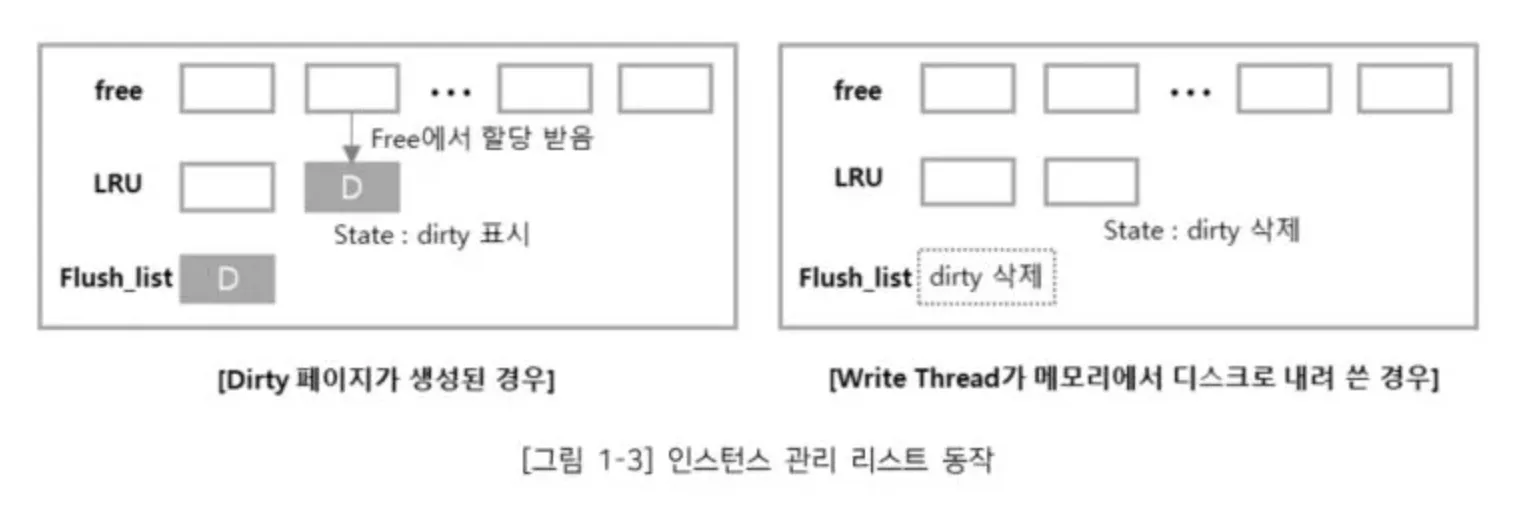 free
...
Free에서 할당 받음
LRU
D
State : dirty 표시
Flush_list
D
[Dirty 페이지가 생성된 경우]
free
...
LRU
State : dirty 삭제
Flush_list
dirty 삭제
[Write Thread가 메모리에서 디스크로 내려 쓴 경우]
[그림 1-3] 인스턴스 관리 리스트 동작